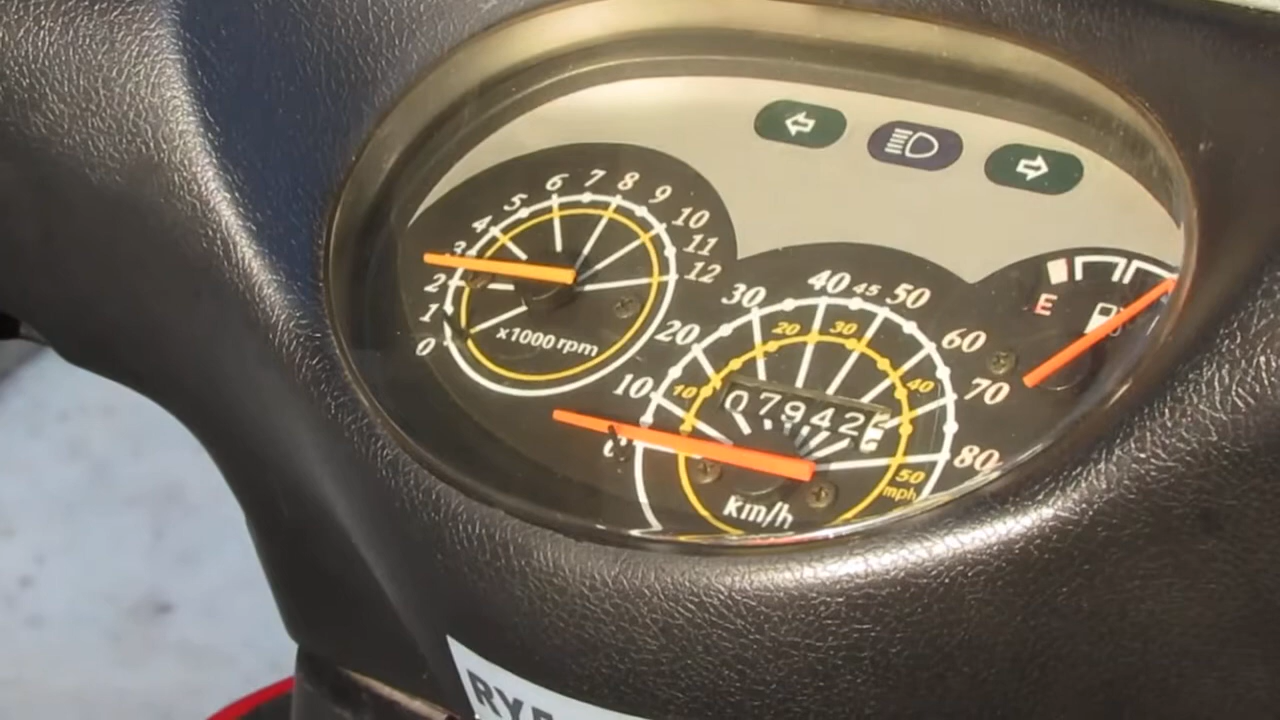 0 1 2 3 4 5 6 7 8 9 10 11 12
x1000 rpm
10 20 30 40 45 50 60 70 80
10 20 30 40 50
mph
07942
km/h
E